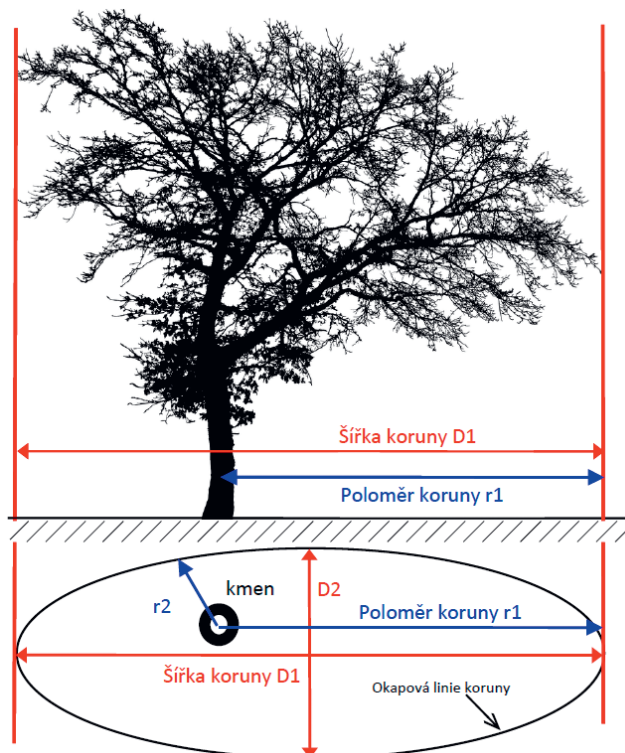 Šířka koruny D1
Poloměr koruny r1
kmen
D2
r2
Poloměr koruny r1
Šířka koruny D1
Okapová linie koruny